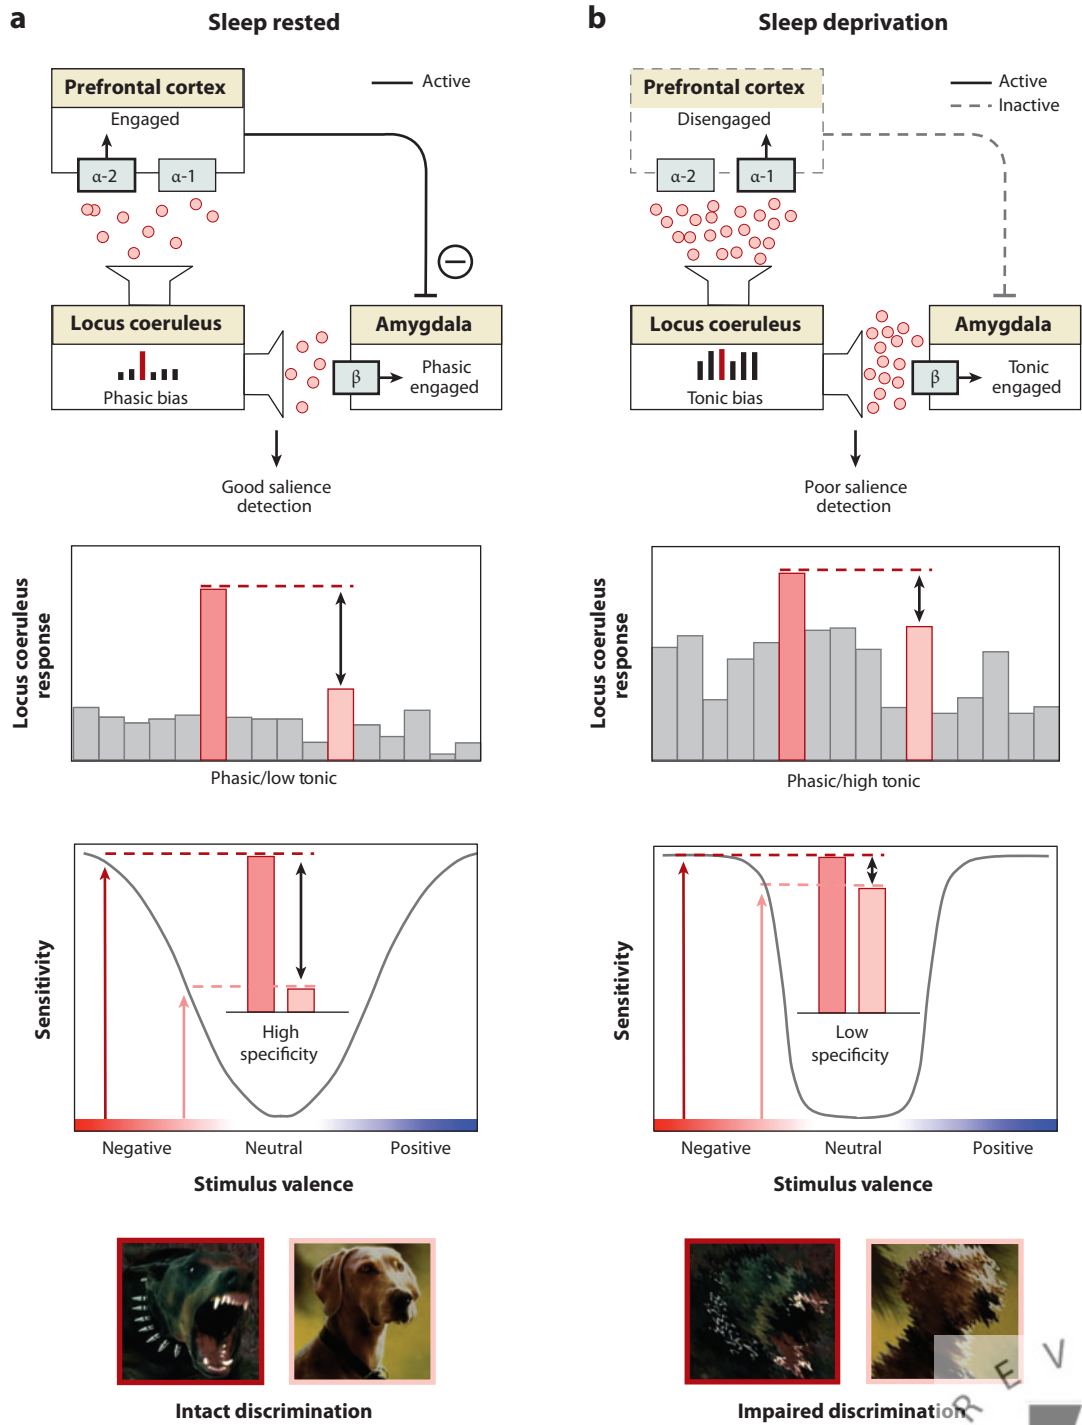 a
Sleep rested
Prefrontal cortex
Active
Engaged
α-2
α-1
Locus coeruleus
Amygdala
Phasic bias
β
Phasic
engaged
Good salience
detection
Locus coeruleus
response
Phasic/low tonic
Sensitivity
High
specificity
Negative
Neutral
Positive
Stimulus valence
Intact discrimination
b
Sleep deprivation
Prefrontal cortex
Active
Inactive
Disengaged
α-2
α-1
Locus coeruleus
Amygdala
Tonic bias
β
Tonic
engaged
Poor salience
detection
Locus coeruleus
response
Phasic/high tonic
Sensitivity
Low
specificity
Negative
Neutral
Positive
Stimulus valence
Impaired discrimination
R E V